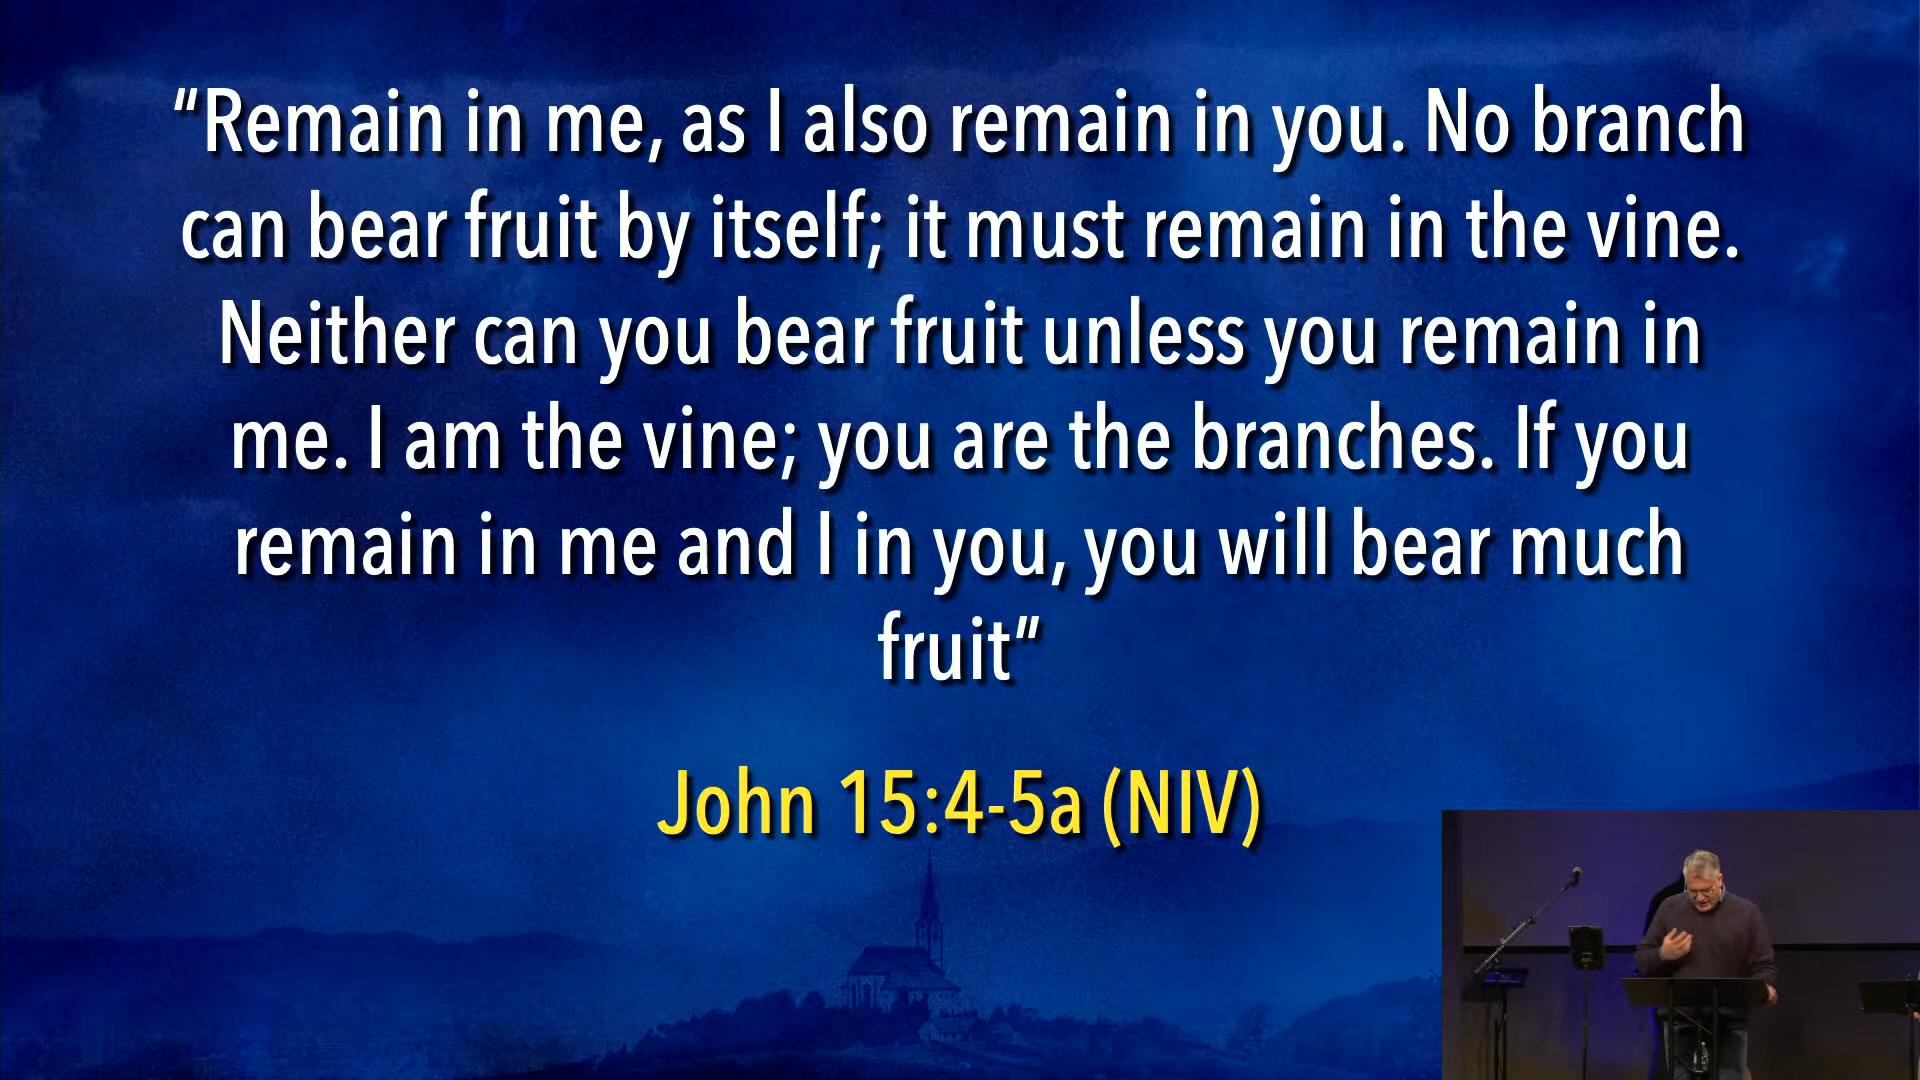 “Remain in me, as I also remain in you. No branch
can bear fruit by itself; it must remain in the vine.
Neither can you bear fruit unless you remain in
me. I am the vine; you are the branches. If you
remain in me and I in you, you will bear much
fruit“
John 15:4-5a (NIV)